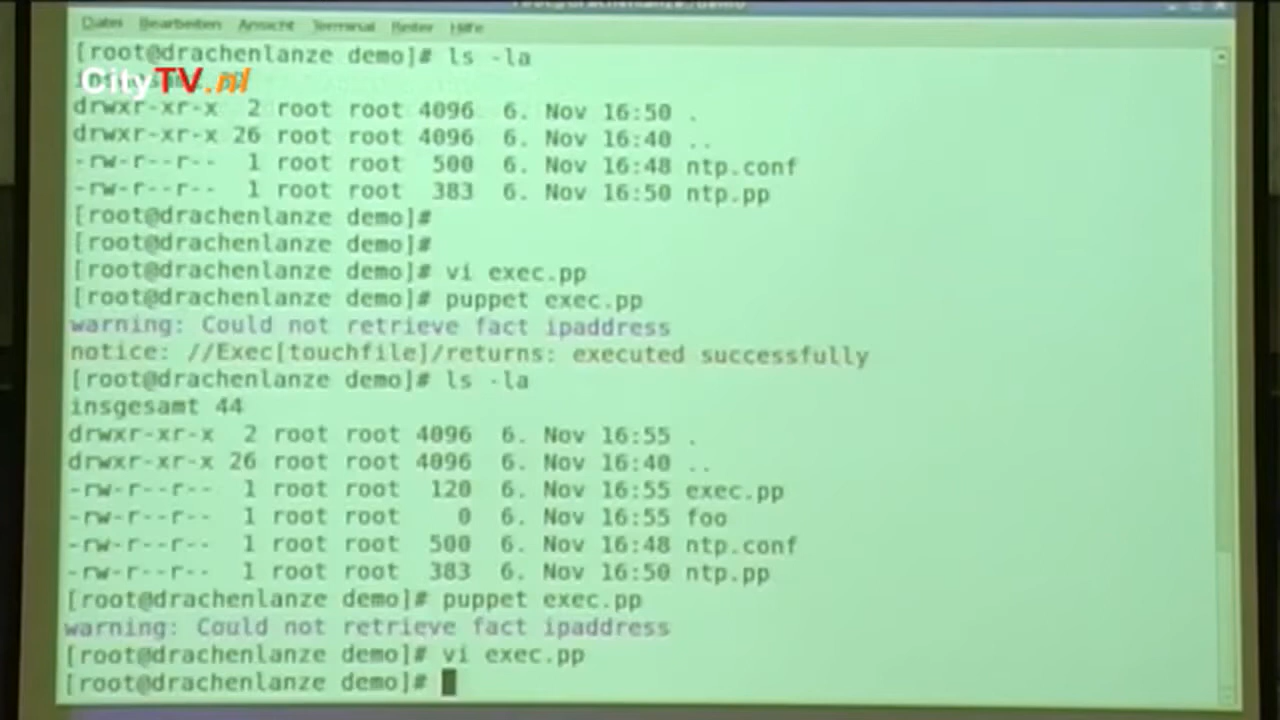 root@drachenlanze:/demo
Datei Bearbeiten Ansicht Terminal Reiter Hilfe
[root@drachenlanze demo]# ls -la
CityTV.nl
insgesamt
drwxr-xr-x 2 root root 4096 6. Nov 16:50 .
drwxr-xr-x 26 root root 4096 6. Nov 16:40 ..
-rw-r--r-- 1 root root 500 6. Nov 16:48 ntp.conf
-rw-r--r-- 1 root root 383 6. Nov 16:50 ntp.pp
[root@drachenlanze demo]#
[root@drachenlanze demo]#
[root@drachenlanze demo]# vi exec.pp
[root@drachenlanze demo]# puppet exec.pp
warning: Could not retrieve fact ipaddress
notice: //Exec[touchfile]/returns: executed successfully
[root@drachenlanze demo]# ls -la
insgesamt 44
drwxr-xr-x 2 root root 4096 6. Nov 16:55 .
drwxr-xr-x 26 root root 4096 6. Nov 16:40 ..
-rw-r--r-- 1 root root 120 6. Nov 16:55 exec.pp
-rw-r--r-- 1 root root 0 6. Nov 16:55 foo
-rw-r--r-- 1 root root 500 6. Nov 16:48 ntp.conf
-rw-r--r-- 1 root root 383 6. Nov 16:50 ntp.pp
[root@drachenlanze demo]# puppet exec.pp
warning: Could not retrieve fact ipaddress
[root@drachenlanze demo]# vi exec.pp
[root@drachenlanze demo]#